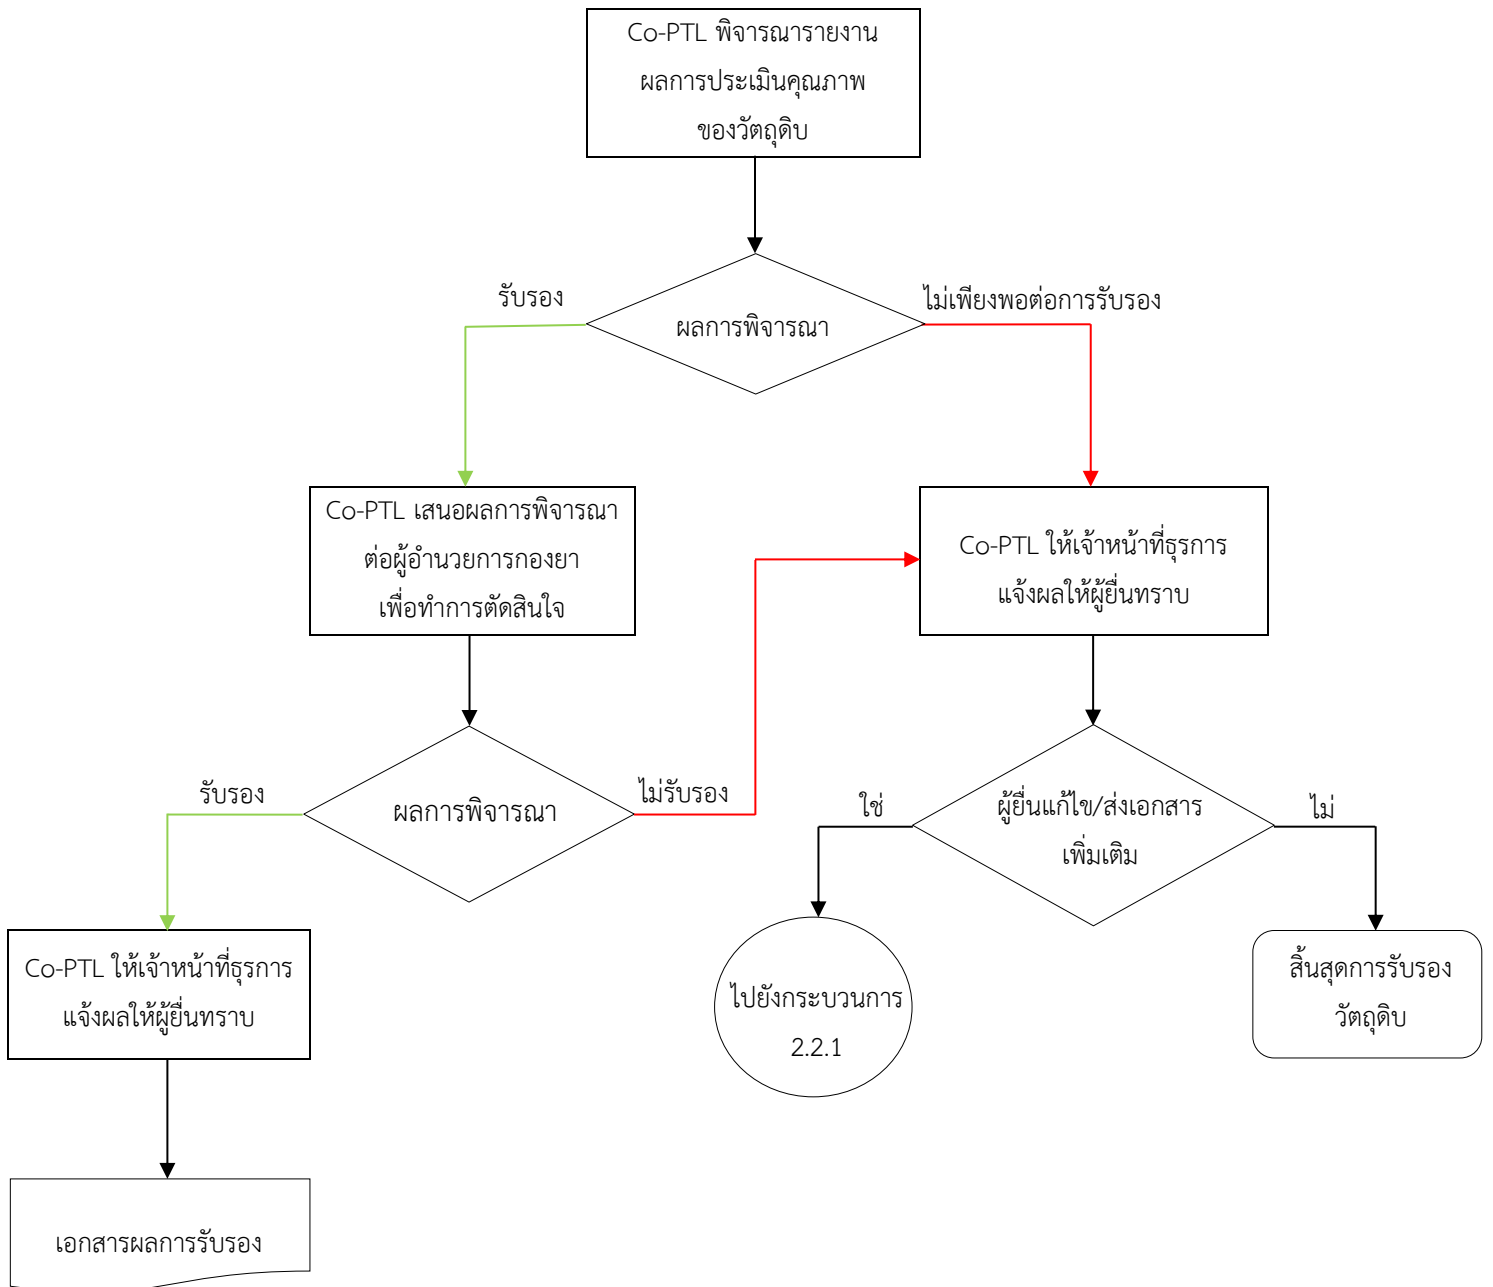 Co-PTL พิจารณารายงาน
ผลการประเมินคุณภาพ
ของวัตถุดิบ
รับรอง
ไม่เพียงพอต่อการรับรอง
ผลการพิจารณา
Co-PTL เสนอผลการพิจารณา
ต่อผู้อำนวยการกองยา
เพื่อทำการตัดสินใจ
Co-PTL ให้เจ้าหน้าที่ธุรการ
แจ้งผลให้ผู้ยื่นทราบ
รับรอง
ผลการพิจารณา
ไม่รับรอง
ใช่
ผู้ยื่นแก้ไข/ส่งเอกสาร
เพิ่มเติม
ไม่
Co-PTL ให้เจ้าหน้าที่ธุรการ
แจ้งผลให้ผู้ยื่นทราบ
ไปยังกระบวนการ
2.2.1
สิ้นสุดการรับรอง
วัตถุดิบ
เอกสารผลการรับรอง